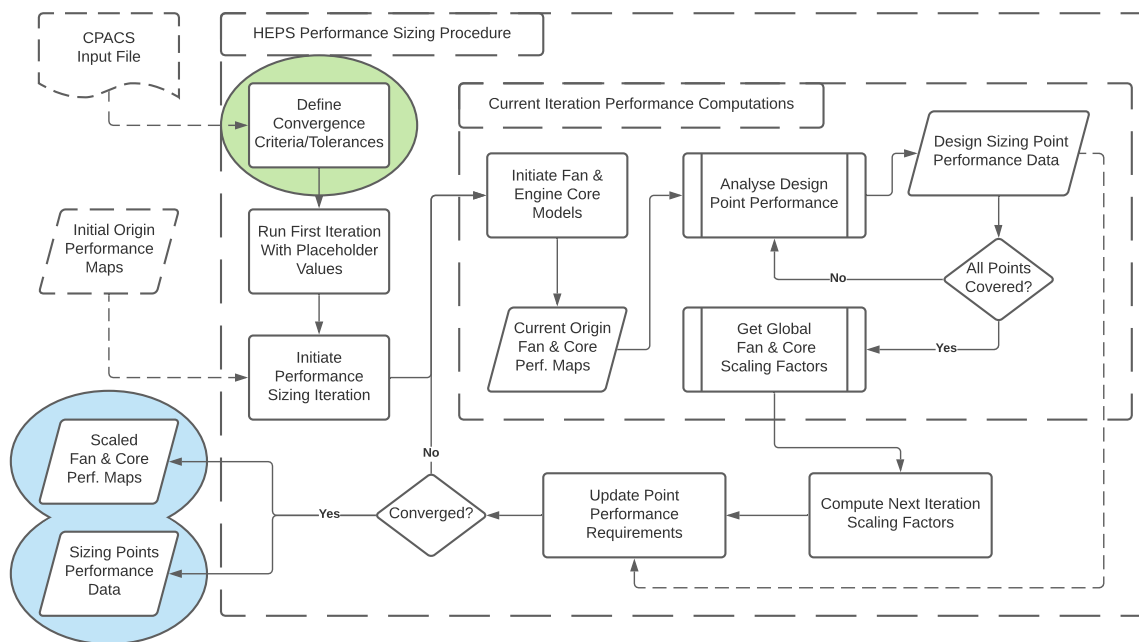 CPACS
Input File
HEPS Performance Sizing Procedure
Define
Convergence
Criteria/Tolerances
Current Iteration Performance Computations
Initiate Fan &
Engine Core
Models
Analyse Design
Point Performance
Design Sizing Point
Performance Data
Initial Origin
Performance
Maps
Run First Iteration
With Placeholder
Values
All Points
Covered?
No
Current Origin
Fan & Core
Perf. Maps
Get Global
Fan & Core
Scaling Factors
Yes
Initiate
Performance
Sizing Iteration
Scaled
Fan & Core
Perf. Maps
No
Converged?
Yes
Update Point
Performance
Requirements
Compute Next Iteration
Scaling Factors
Sizing Points
Performance
Data